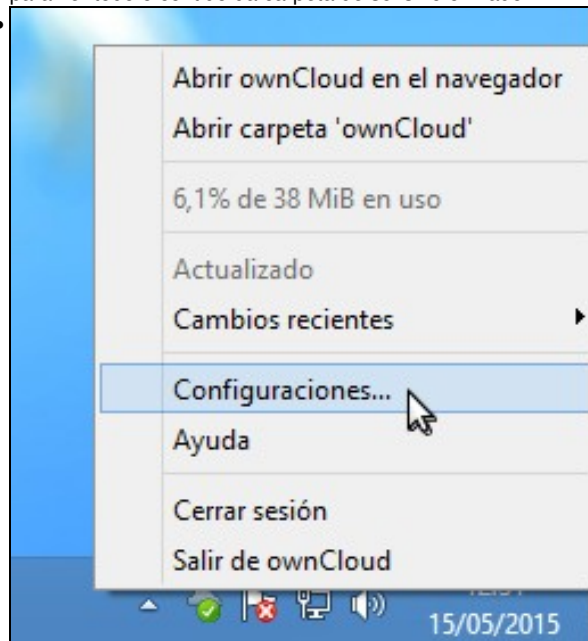 Abrir ownCloud en el navegador
Abrir carpeta 'ownCloud'
6,1% de 38 MiB en uso
Actualizado
Cambios recientes
Configuraciones...
Ayuda
Cerrar sesión
Salir de ownCloud
15/05/2015